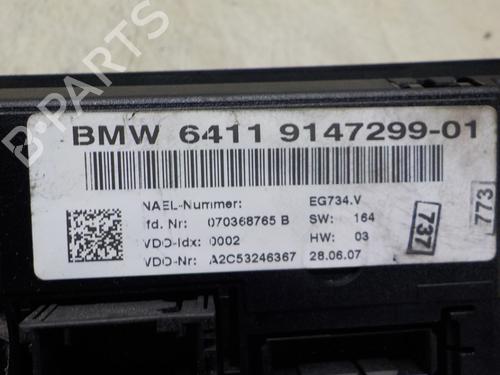 BMW 6411 9147299-01
NAEL-Nummer: EG734.V
fd. Nr: 070368765 B SW: 164
VDO-Idx: 0002 HW: 03
VDO-Nr: A2C53246367 28.06.07
737
773